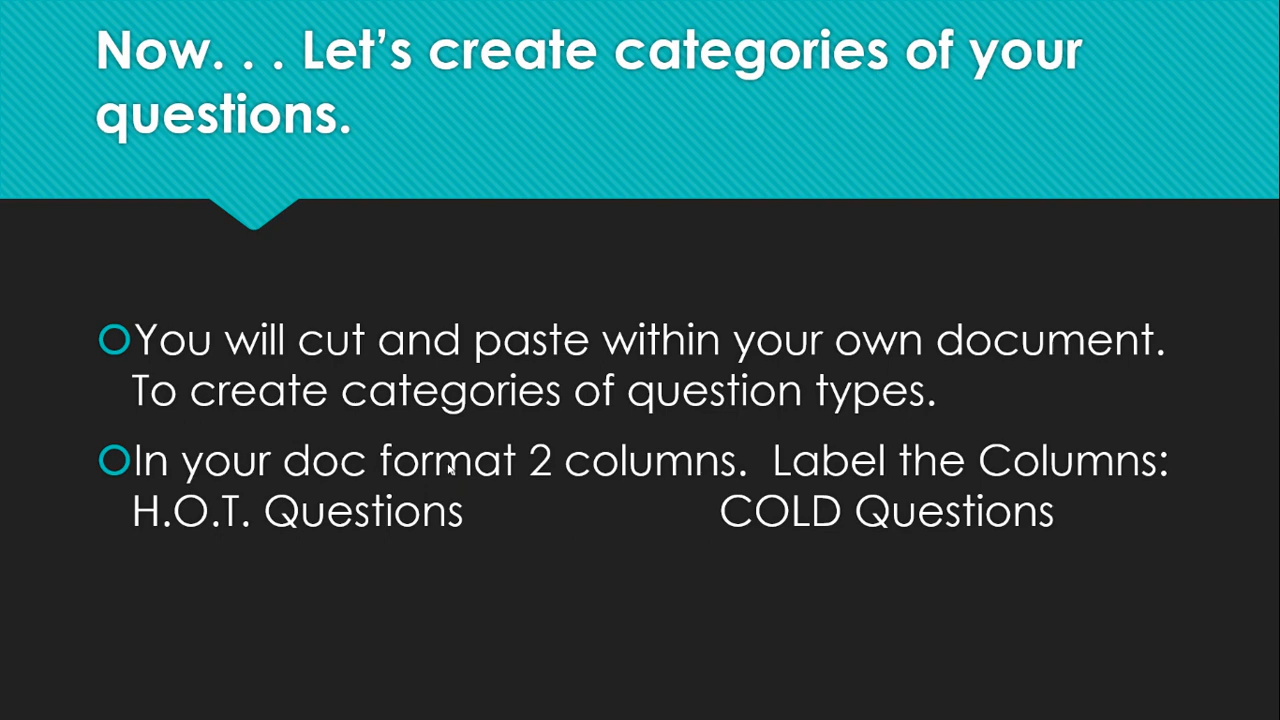 Now. . . Let’s create categories of your
questions.
You will cut and paste within your own document.
To create categories of question types.
In your doc format 2 columns.  Label the Columns:
H.O.T. Questions                    COLD Questions